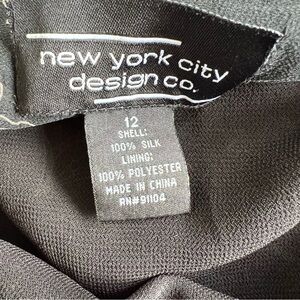 new york city
design co.
12
SHELL:
100% SILK
LINING:
100% POLYESTER
MADE IN CHINA
RN#91104